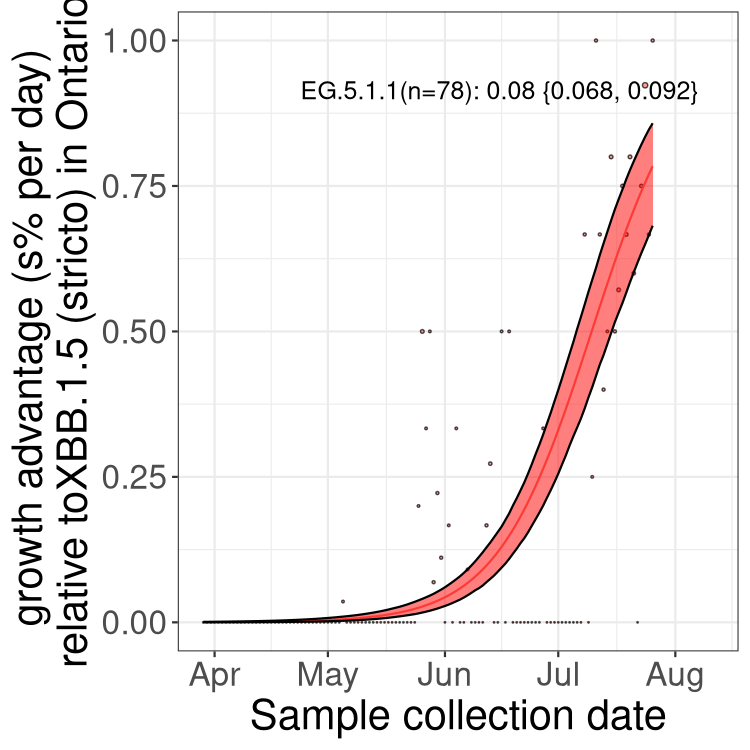 growth advantage (s% per day)
relative toXBB.1.5 (stricto) in Ontario
1.00
0.75
0.50
0.25
0.00
EG.5.1.1(n=78): 0.08 {0.068, 0.092}
Apr May Jun Jul Aug
Sample collection date